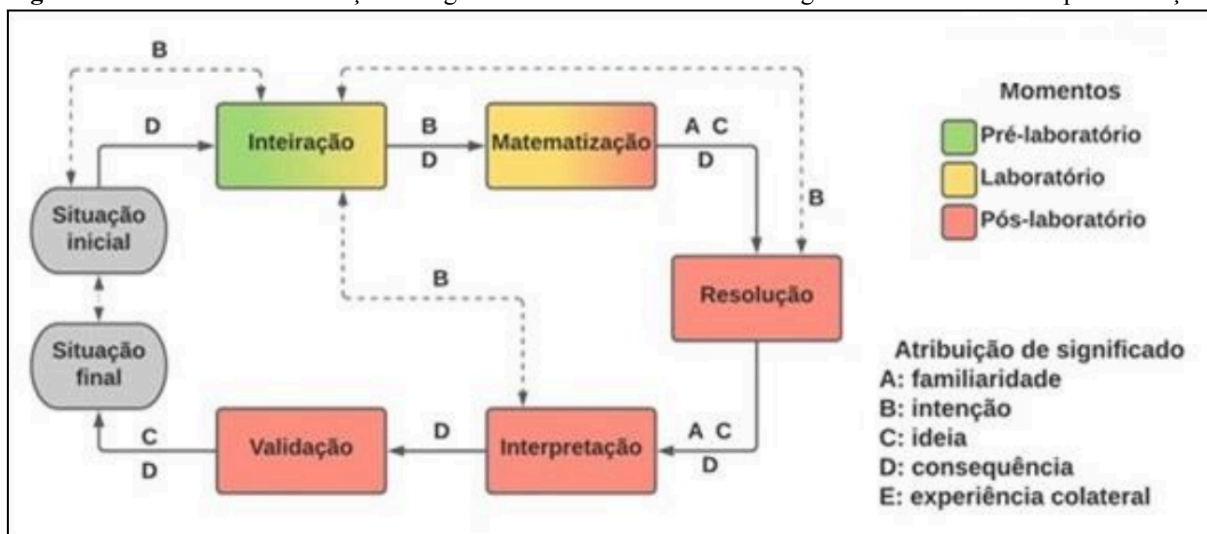 B
D
Inteiração
B
D
Matematização
A C
D
B
Momentos
Pré-laboratório
Laboratório
Pós-laboratório
Situação
inicial
B
Resolução
Situação
final
Validação
C
D
D
Interpretação
A C
D
Atribuição de significado
A: familiaridade
B: intenção
C: ideia
D: consequência
E: experiência colateral